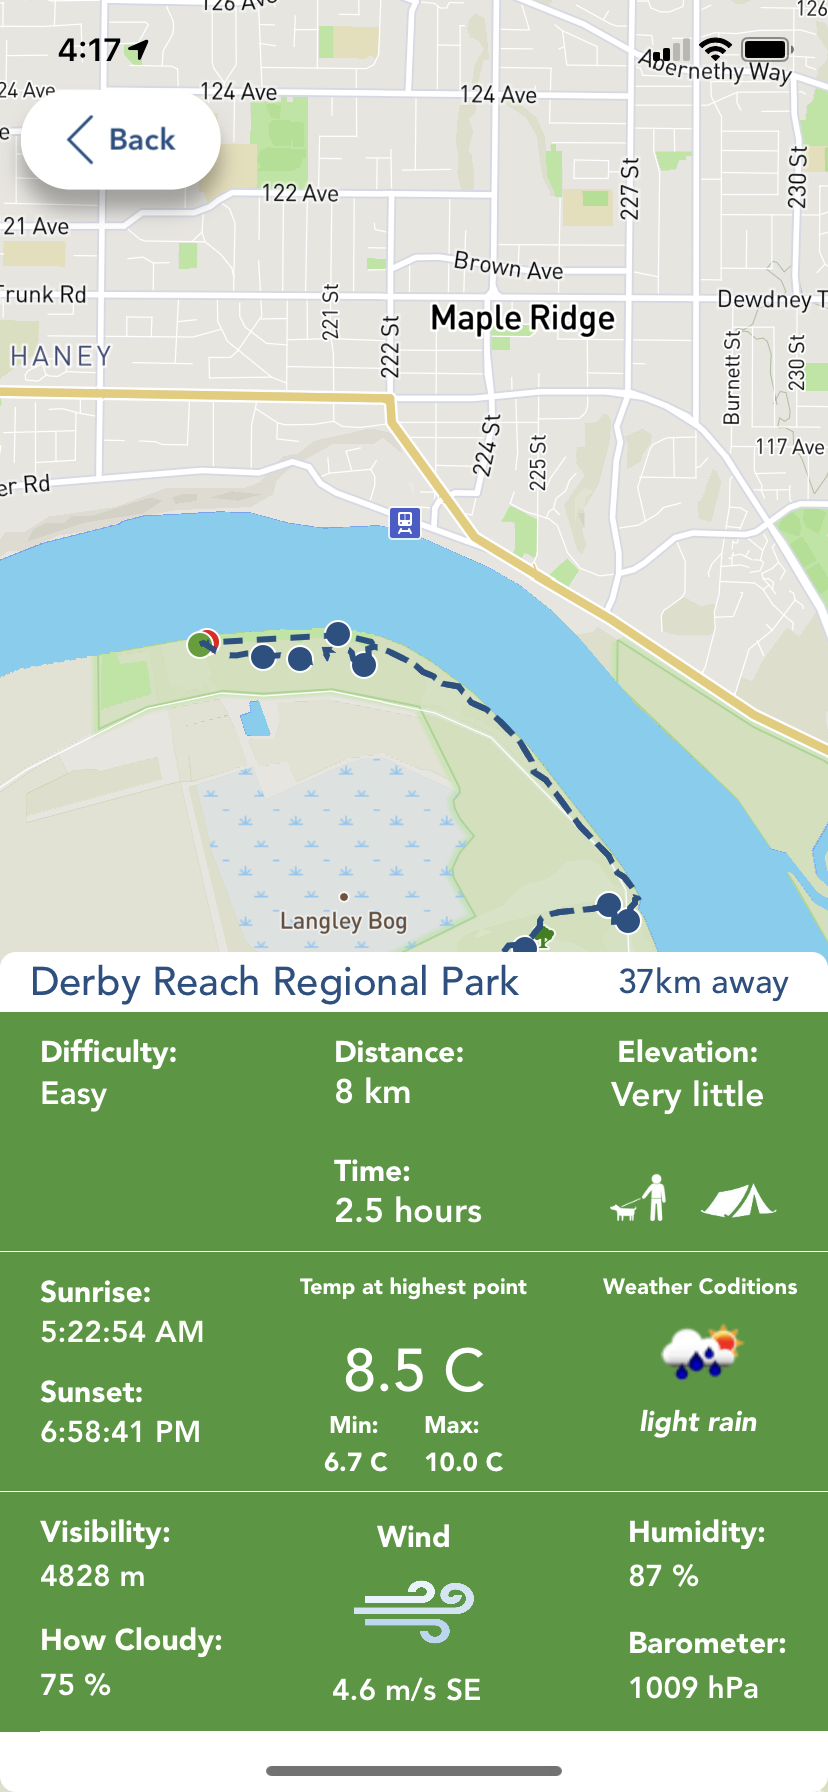 126 Ave
126
4:17
Abernethy Way
24 Ave
124 Ave
124 Ave
Back
122 Ave
227 St
230 St
21 Ave
Brown Ave
Trunk Rd
221 St
222 St
Maple Ridge
Dewdney T
HANEY
Burnett St
230 St
224 St
225 St
117 Ave
er Rd
Langley Bog
Derby Reach Regional Park
37km away
Difficulty:
Easy
Distance:
8 km
Elevation:
Very little
Time:
2.5 hours
Sunrise:
5:22:54 AM
Sunset:
6:58:41 PM
Temp at highest point
8.5 C
Min:
Max:
6.7 C
10.0 C
Weather Coditions
light rain
Visibility:
4828 m
How Cloudy:
75 %
Wind
4.6 m/s SE
Humidity:
87 %
Barometer:
1009 hPa